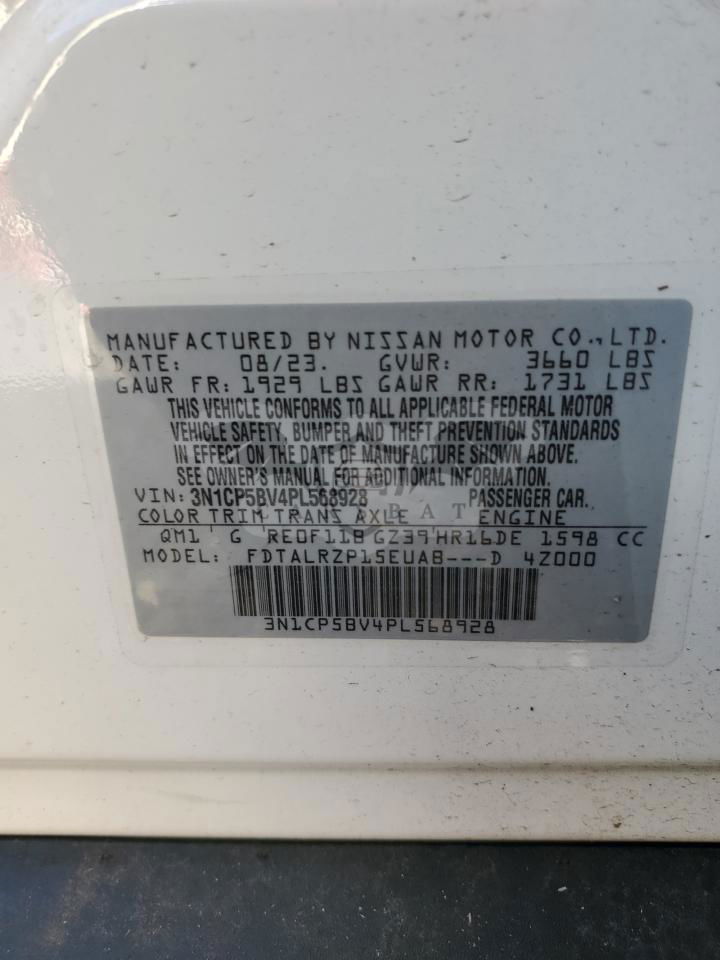 MANUFACTURED BY NISSAN MOTOR CO.,LTD.
DATE: 08/23. GVWR: 3660 LBS
GAWR FR: 1929 LBS GAWR RR: 1731 LBS
THIS VEHICLE CONFORMS TO ALL APPLICABLE FEDERAL MOTOR
VEHICLE SAFETY, BUMPER AND THEFT PREVENTION STANDARDS
IN EFFECT ON THE DATE OF MANUFACTURE SHOWN ABOVE.
SEE OWNER'S MANUAL FOR ADDITIONAL INFORMATION.
VIN: 3N1CP5BV4PL568928 PASSENGER CAR.
BAT
COLOR TRIM TRANS AXLE ENGINE
QM1 G RE0F11B GZ39 HR16DE 1598 CC
MODEL: FDTALRZP15EUAB---D 4Z000
3N1CP5BV4PL568928